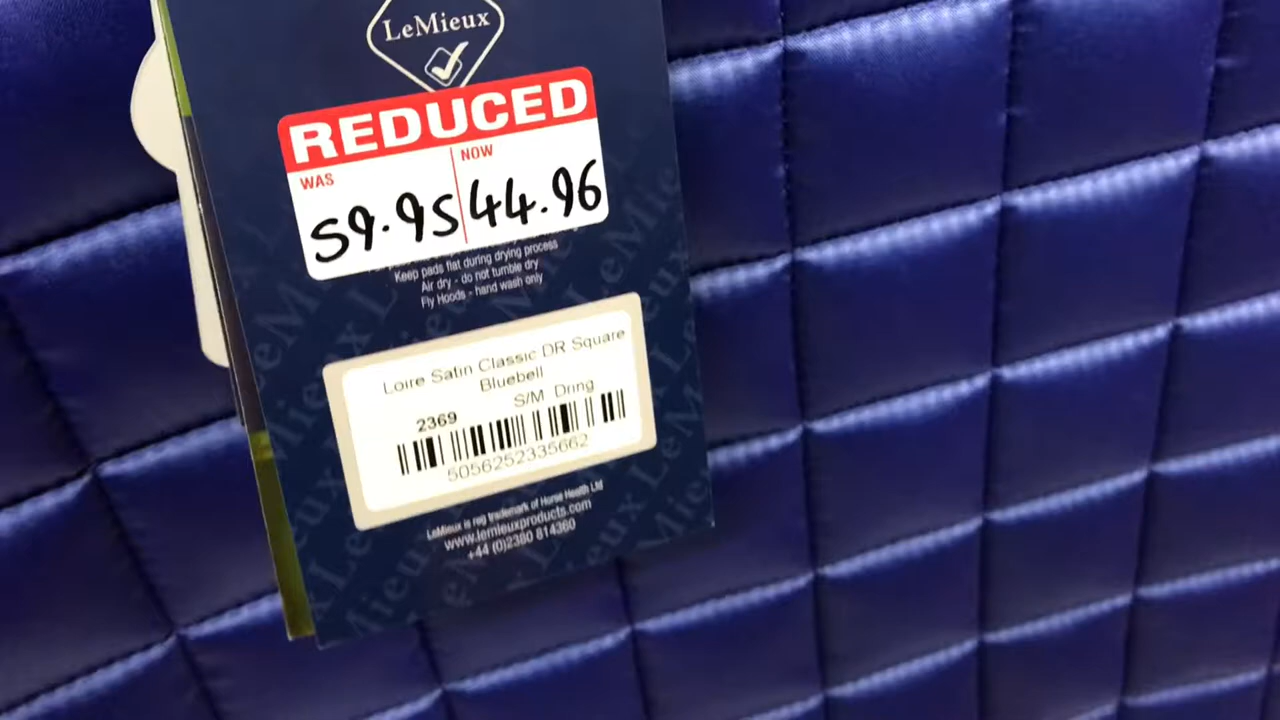 LeMieux
REDUCED
WAS NOW
59.95 44.96
Keep pads flat during drying process
Air dry - do not tumble dry
Fly Hoods - hand wash only
Loire Satin Classic DR Square
Bluebell
S/M Dring
2369
5056252335662
LeMieux is reg trademark of Horse Health Ltd
www.lemieuxproducts.com
+44 (0)2380 814360